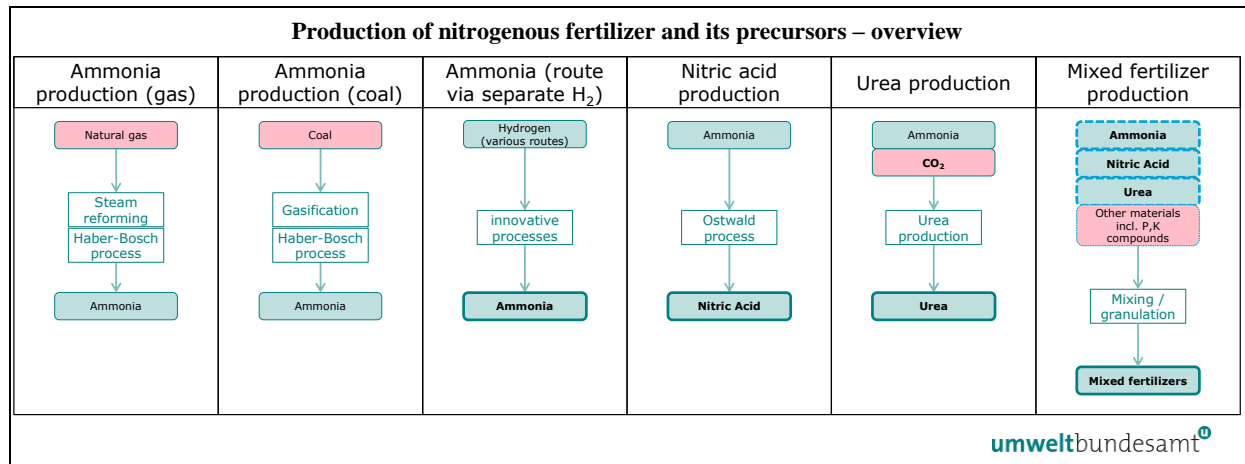 Production of nitrogenous fertilizer and its precursors – overview
Ammonia
production (gas)
Natural gas
Steam
reforming
Haber-Bosch
process
Ammonia
Ammonia
production (coal)
Coal
Gasification
Haber-Bosch
process
Ammonia
Ammonia (route
via separate H₂)
Hydrogen
(various routes)
innovative
processes
Ammonia
Nitric acid
production
Ammonia
Ostwald
process
Nitric Acid
Urea production
Ammonia
CO₂
Urea
production
Urea
Mixed fertilizer
production
Ammonia
Nitric Acid
Urea
Other materials
incl. P,K
compounds
Mixing /
granulation
Mixed fertilizers
umweltbundesamt
u